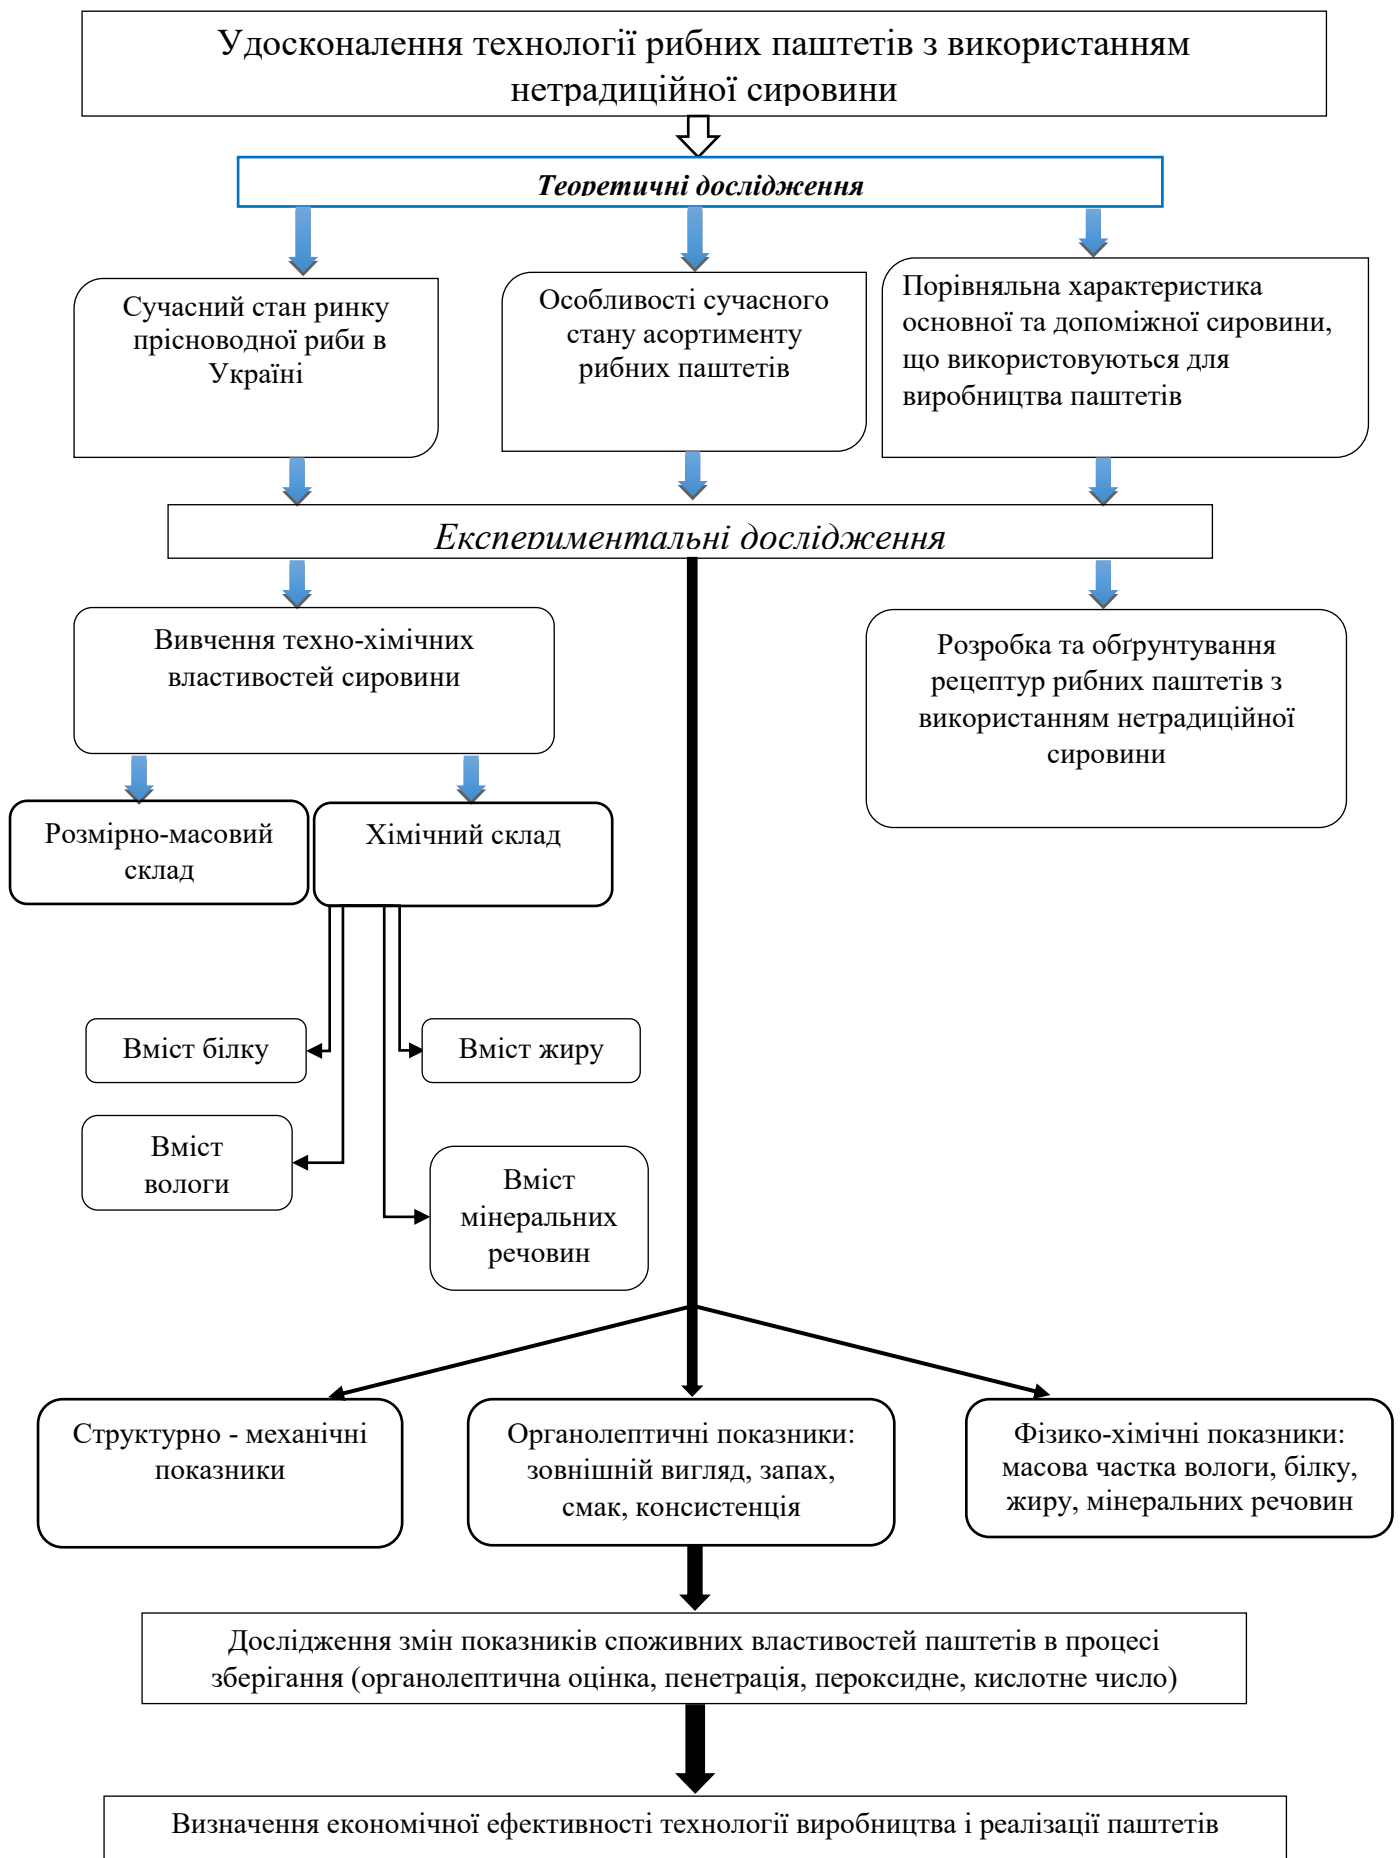 Удосконалення технології рибних паштетів з використанням
нетрадиційної сировини
Теоретичні дослідження
Сучасний стан ринку
прісноводної риби в
Україні
Особливості сучасного
стану асортименту
рибних паштетів
Порівняльна характеристика
основної та допоміжної сировини,
що використовуються для
виробництва паштетів
Експериментальні дослідження
Вивчення техно-хімічних
властивостей сировини
Розробка та обґрунтування
рецептур рибних паштетів з
використанням нетрадиційної
сировини
Розмірно-масовий
склад
Хімічний склад
Вміст білку
Вміст жиру
Вміст
вологи
Вміст
мінеральних
речовин
Структурно - механічні
показники
Органолептичні показники:
зовнішній вигляд, запах,
смак, консистенція
Фізико-хімічні показники:
масова частка вологи, білку,
жиру, мінеральних речовин
Дослідження змін показників споживних властивостей паштетів в процесі
зберігання (органолептична оцінка, пенетрація, пероксидне, кислотне число)
Визначення економічної ефективності технології виробництва і реалізації паштетів